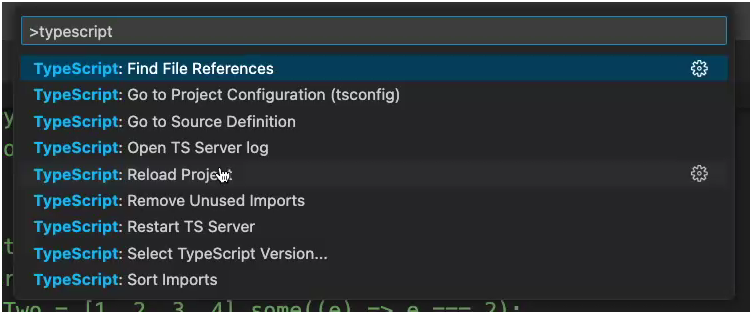 >typescript
TypeScript: Find File References
TypeScript: Go to Project Configuration (tsconfig)
TypeScript: Go to Source Definition
TypeScript: Open TS Server log
TypeScript: Reload Project
TypeScript: Remove Unused Imports
TypeScript: Restart TS Server
TypeScript: Select TypeScript Version...
TypeScript: Sort Imports
Two = [1, 2, 3, 4].some((e) => e === 2);